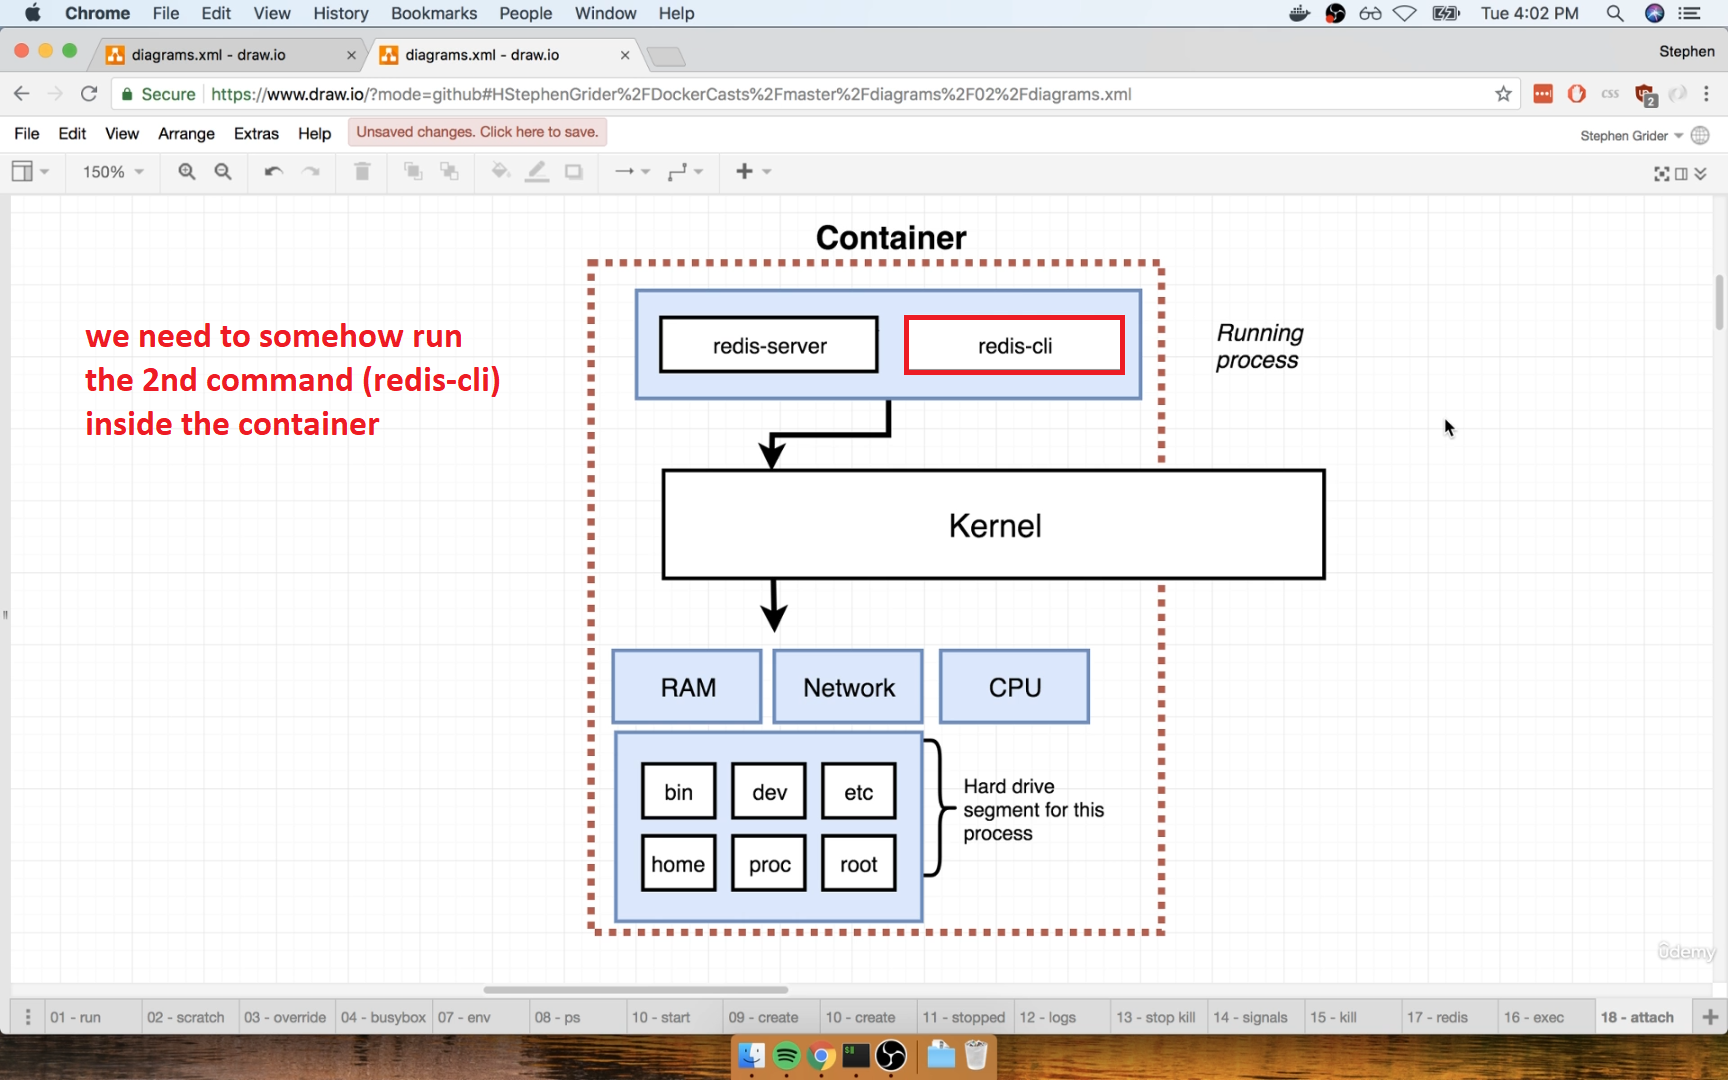 Chrome File Edit View History Bookmarks People Window Help Tue 4:02 PM
diagrams.xml - draw.io diagrams.xml - draw.io Stephen
Secure https://www.draw.io/?mode=github#HStephenGrider%2FDockerCasts%2Fmaster%2Fdiagrams%2F02%2Fdiagrams.xml CSS 2
File Edit View Arrange Extras Help Unsaved changes. Click here to save. Stephen Grider
150%
Container
we need to somehow run
the 2nd command (redis-cli)
inside the container
redis-server redis-cli
Running
process
Kernel
RAM Network CPU
bin dev etc
home proc root
Hard drive
segment for this
process
ûdemy
01 - run 02 - scratch 03 - override 04 - busybox 07 - env 08 - ps 10 - start 09 - create 10 - create 11 - stopped 12 - logs 13 - stop kill 14 - signals 15 - kill 17 - redis 16 - exec 18 - attach